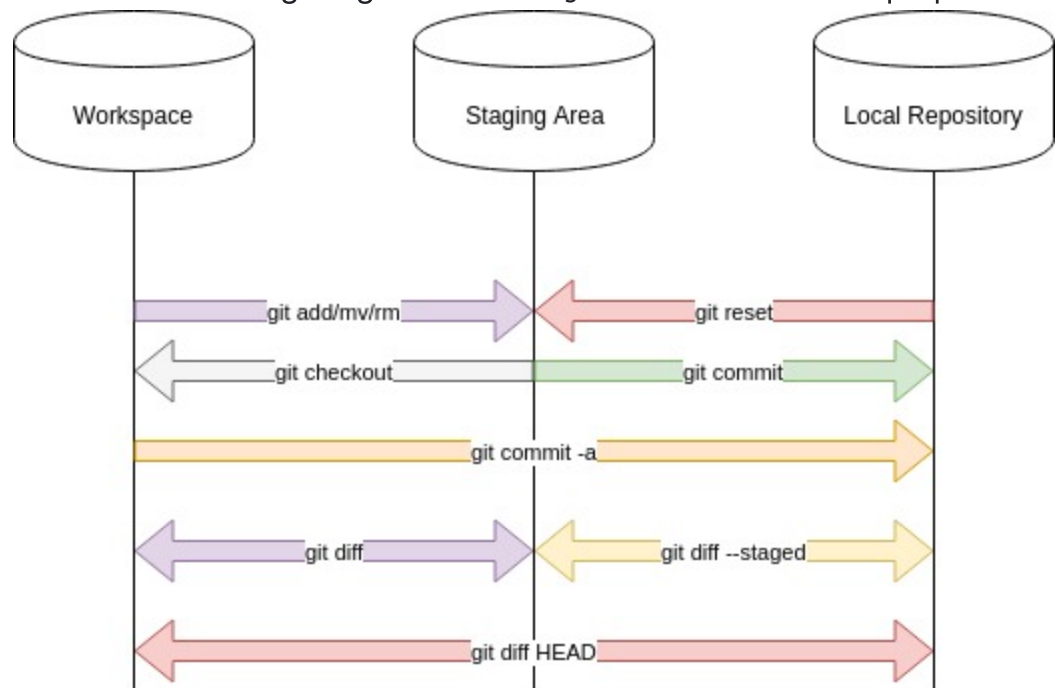 Workspace
Staging Area
Local Repository
git add/mv/rm
git reset
git checkout
git commit
git commit -a
git diff
git diff --staged
git diff HEAD